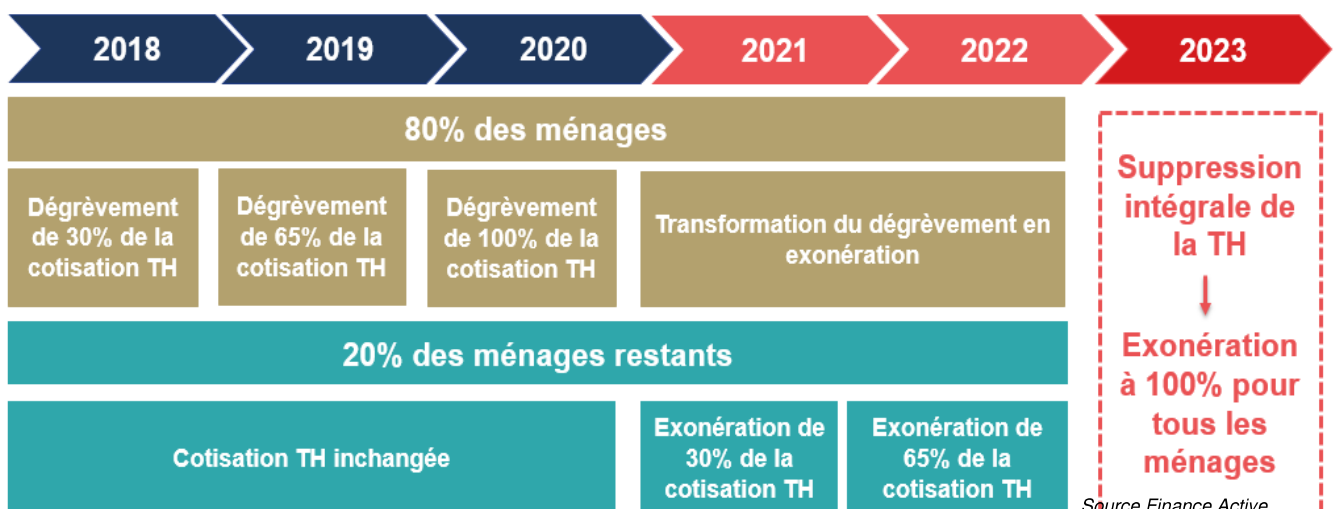 2018 2019 2020 2021 2022 2023
80% des ménages
Dégrèvement
de 30% de la
cotisation TH
Dégrèvement
de 65% de la
cotisation TH
Dégrèvement
de 100% de la
cotisation TH
Transformation du dégrèvement en
exonération
20% des ménages restants
Cotisation TH inchangée
Exonération de
30% de la
cotisation TH
Exonération de
65% de la
cotisation TH
Suppression
intégrale de
la TH
Exonération
à 100% pour
tous les
ménages
Source Finance Active